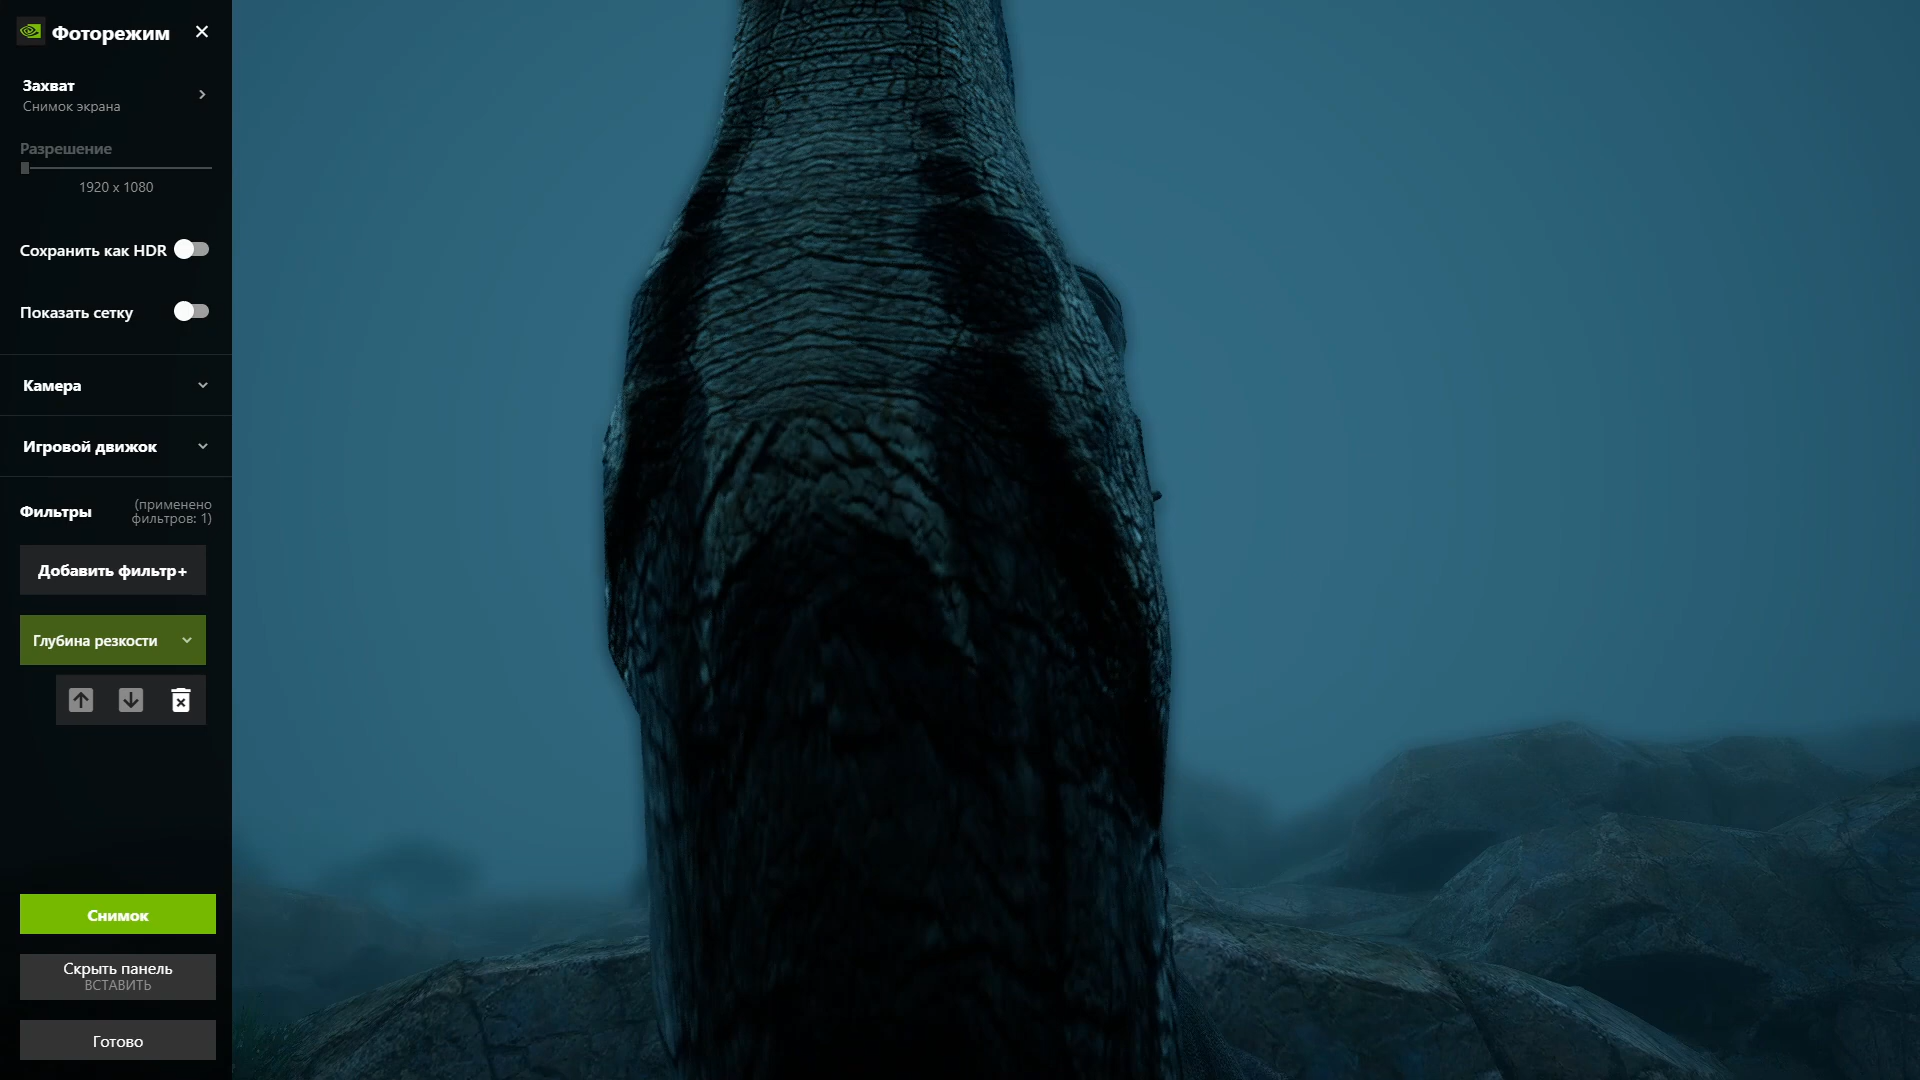 Фоторежим
Захват
Снимок экрана
Разрешение
1920 x 1080
Сохранить как HDR
Показать сетку
Камера
Игровой движок
Фильтры
(применено
фильтров: 1)
Добавить фильтр+
Глубина резкости
Снимок
Скрыть панель
ВСТАВИТЬ
Готово